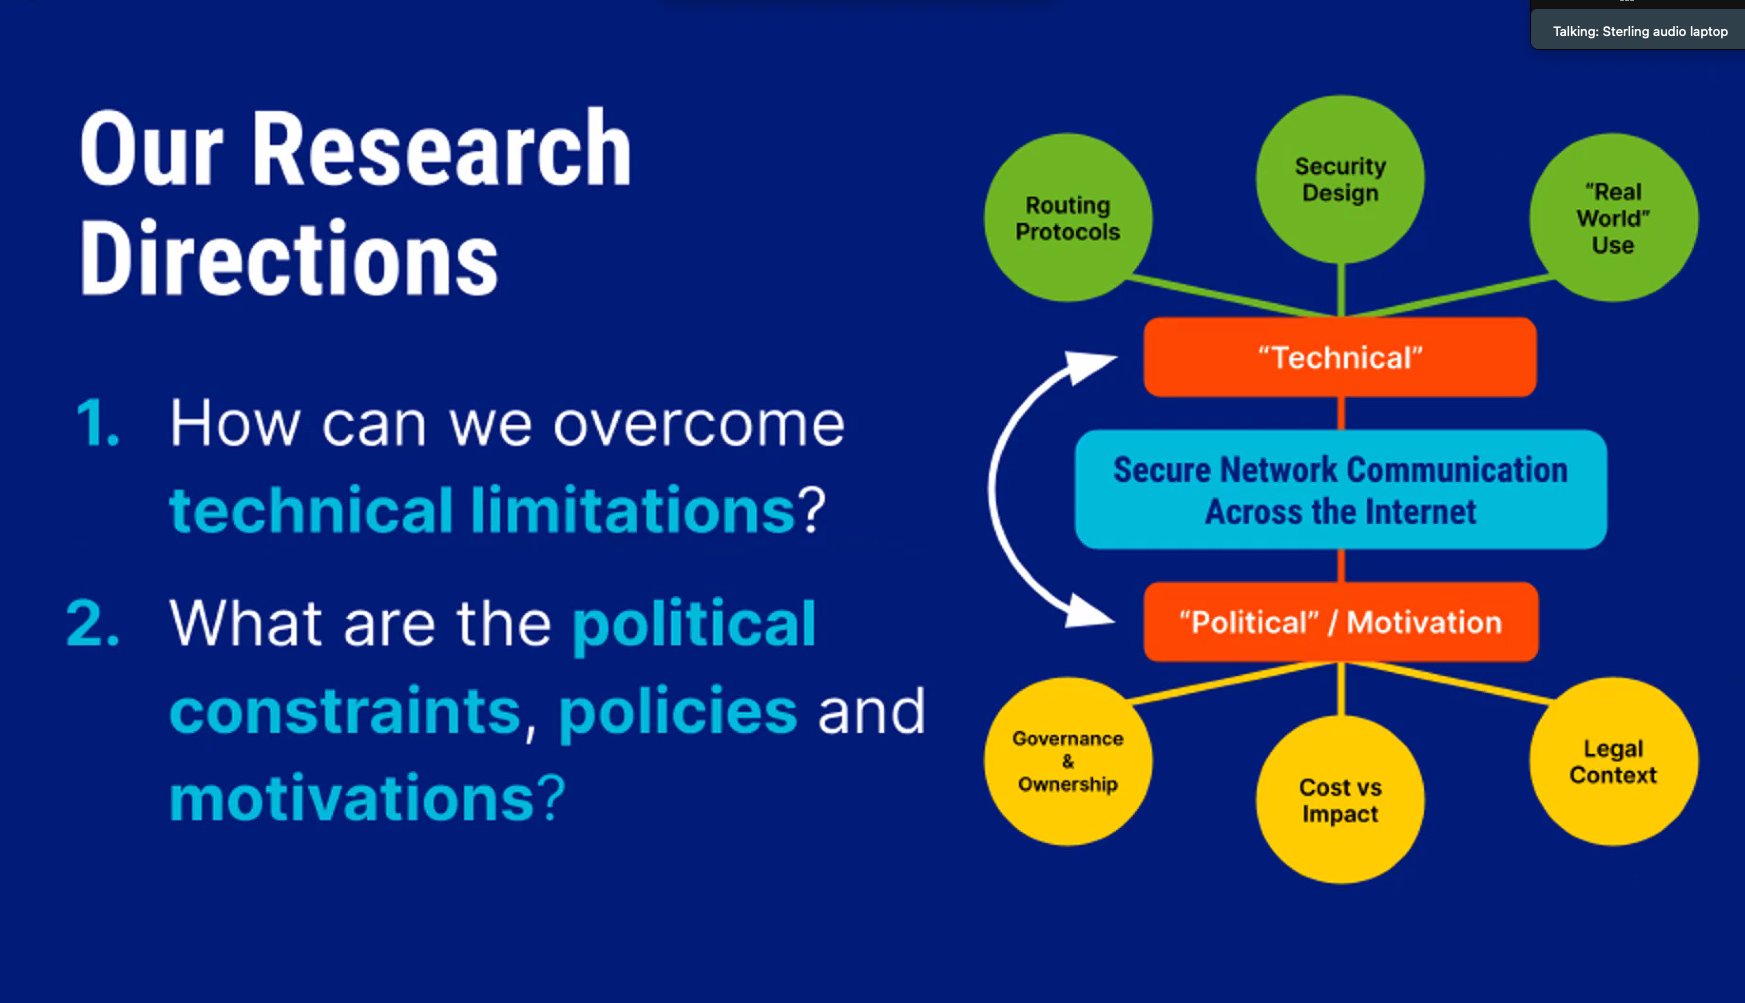 Talking: Sterling audio laptop
Our Research
Directions
1. How can we overcome
technical limitations?
2. What are the political
constraints, policies and
motivations?
Routing
Protocols
Security
Design
“Real
World”
Use
“Technical”
Secure Network Communication
Across the Internet
“Political” / Motivation
Governance
&
Ownership
Cost vs
Impact
Legal
Context